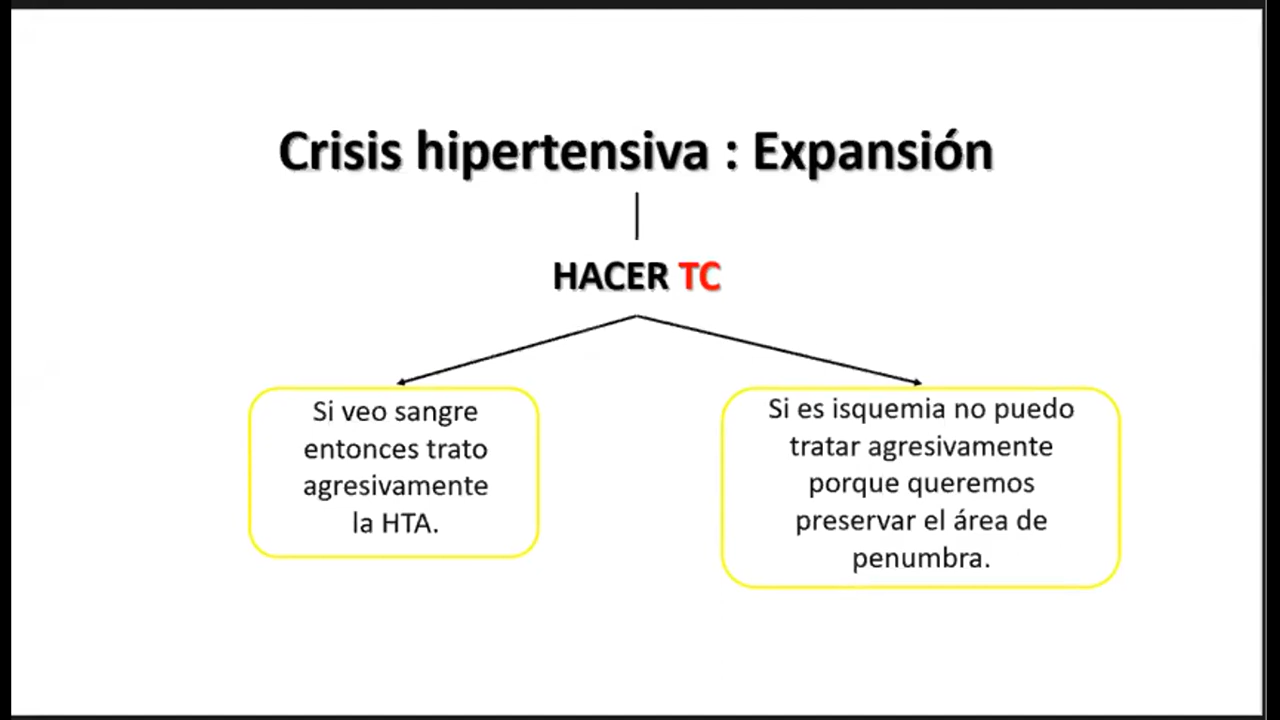 Crisis hipertensiva : Expansión
HACER TC
Si veo sangre
entonces trato
agresivamente
la HTA.
Si es isquemia no puedo
tratar agresivamente
porque queremos
preservar el área de
penumbra.